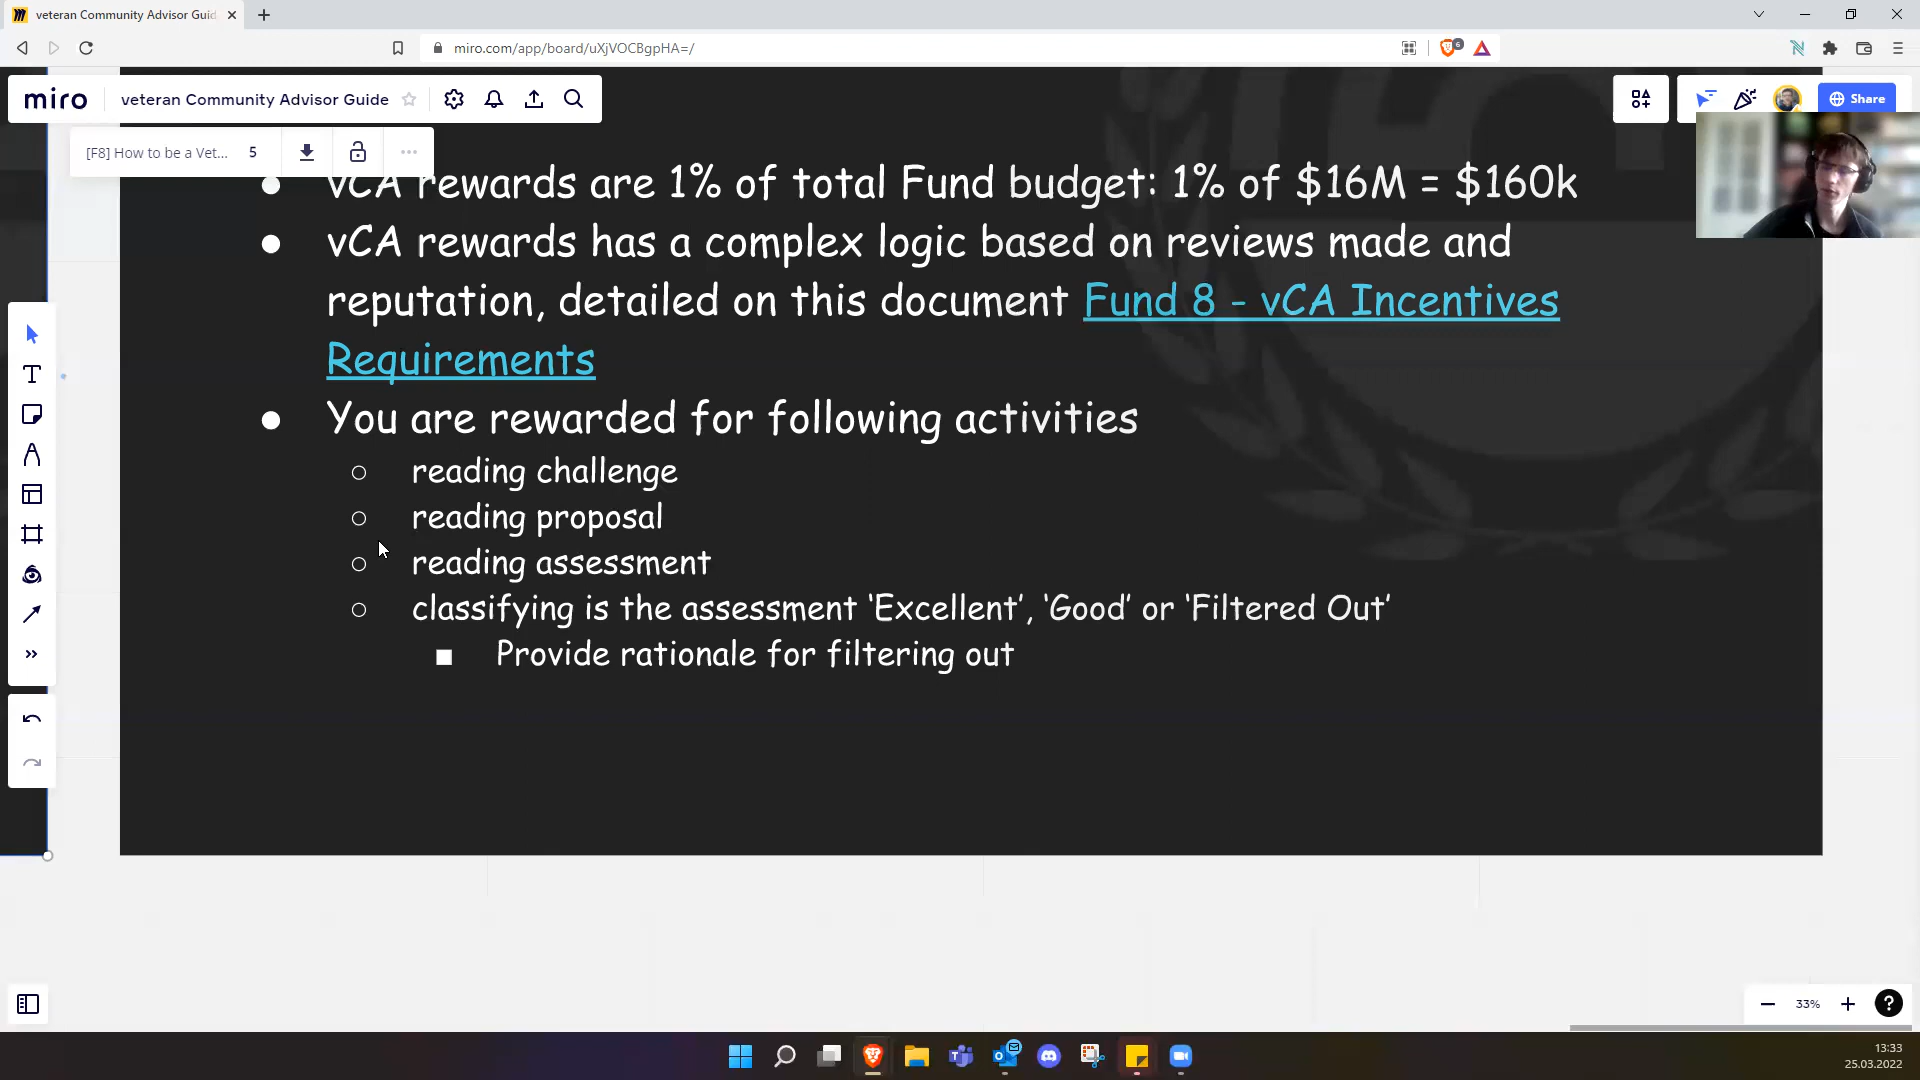 veteran Community Advisor Guid
miro.com/app/board/uXjVOCBgpHA=/
6
miro
veteran Community Advisor Guide
Share
[F8] How to be a Vet...
5
vCA rewards are 1% of total Fund budget: 1% of $16M = $160k
vCA rewards has a complex logic based on reviews made and
reputation, detailed on this document Fund 8 - vCA Incentives
Requirements
You are rewarded for following activities
reading challenge
reading proposal
reading assessment
classifying is the assessment ‘Excellent’, ‘Good’ or ‘Filtered Out’
Provide rationale for filtering out
33%
?
13:33
25.03.2022